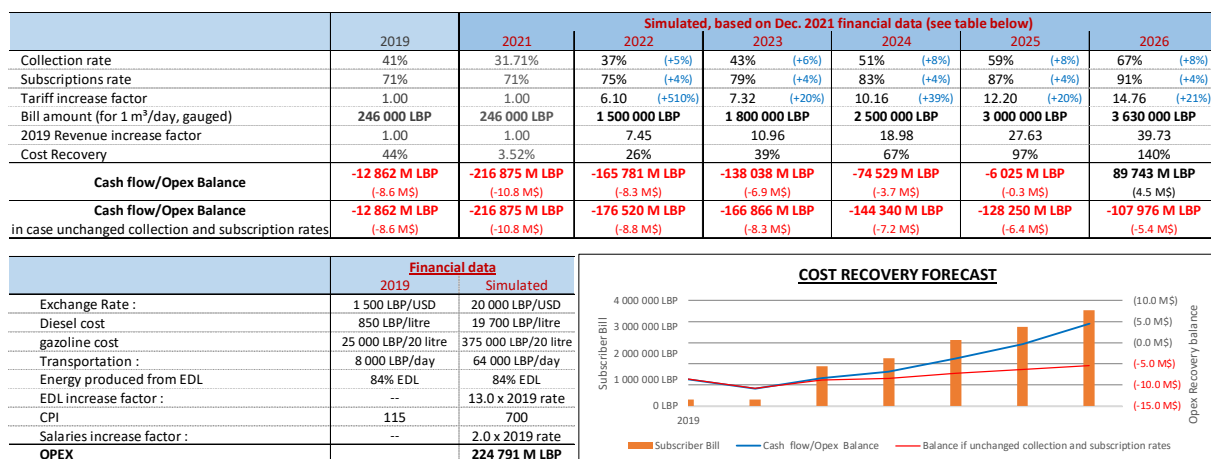 Simulated, based on Dec. 2021 financial data (see table below)
2019 2021 2022 2023 2024 2025 2026
Collection rate 41% 31.71% 37% (+5%) 43% (+6%) 51% (+8%) 59% (+8%) 67% (+8%)
Subscriptions rate 71% 71% 75% (+4%) 79% (+4%) 83% (+4%) 87% (+4%) 91% (+4%)
Tariff increase factor 1.00 1.00 6.10 (+510%) 7.32 (+20%) 10.16 (+39%) 12.20 (+20%) 14.76 (+21%)
Bill amount (for 1 m³/day, gauged) 246 000 LBP 246 000 LBP 1 500 000 LBP 1 800 000 LBP 2 500 000 LBP 3 000 000 LBP 3 630 000 LBP
2019 Revenue increase factor 1.00 1.00 7.45 10.96 18.98 27.63 39.73
Cost Recovery 44% 3.52% 26% 39% 67% 97% 140%
Cash flow/Opex Balance -12 862 M LBP -216 875 M LBP -165 781 M LBP -138 038 M LBP -74 529 M LBP -6 025 M LBP 89 743 M LBP
(-8.6 M$) (-10.8 M$) (-8.3 M$) (-6.9 M$) (-3.7 M$) (-0.3 M$) (4.5 M$)
Cash flow/Opex Balance -12 862 M LBP -216 875 M LBP -176 520 M LBP -166 866 M LBP -144 340 M LBP -128 250 M LBP -107 976 M LBP
in case unchanged collection and subscription rates (-8.6 M$) (-10.8 M$) (-8.8 M$) (-8.3 M$) (-7.2 M$) (-6.4 M$) (-5.4 M$)
Financial data
2019 Simulated
Exchange Rate : 1 500 LBP/USD 20 000 LBP/USD
Diesel cost 850 LBP/litre 19 700 LBP/litre
gazoline cost 25 000 LBP/20 litre 375 000 LBP/20 litre
Transportation : 8 000 LBP/day 64 000 LBP/day
Energy produced from EDL 84% EDL 84% EDL
EDL increase factor : -- 13.0 x 2019 rate
CPI 115 700
Salaries increase factor : -- 2.0 x 2019 rate
OPEX 224 791 M LBP
COST RECOVERY FORECAST
Subscriber Bill
4 000 000 LBP
3 000 000 LBP
2 000 000 LBP
1 000 000 LBP
0 LBP
2019
(10.0 M$)
(5.0 M$)
(0.0 M$)
(-5.0 M$)
(-10.0 M$)
(-15.0 M$)
Opex Recovery balance
Subscriber Bill Cash flow/Opex Balance Balance if unchanged collection and subscription rates